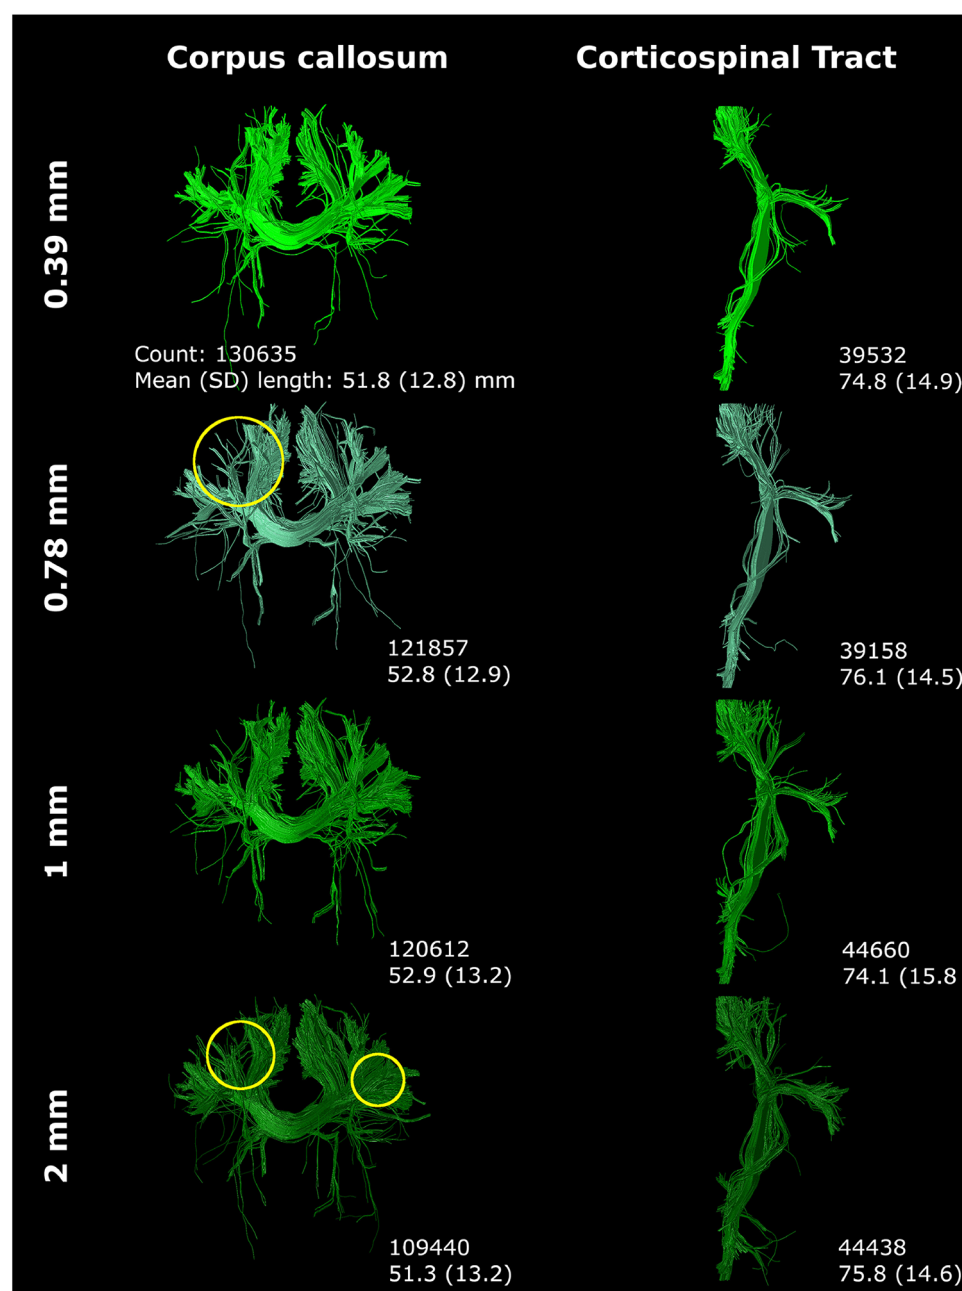 Corpus callosum
Corticospinal Tract
0.39 mm
Count: 130635
Mean (SD) length: 51.8 (12.8) mm
39532
74.8 (14.9)
0.78 mm
121857
52.8 (12.9)
39158
76.1 (14.5)
1 mm
120612
52.9 (13.2)
44660
74.1 (15.8
2 mm
109440
51.3 (13.2)
44438
75.8 (14.6)